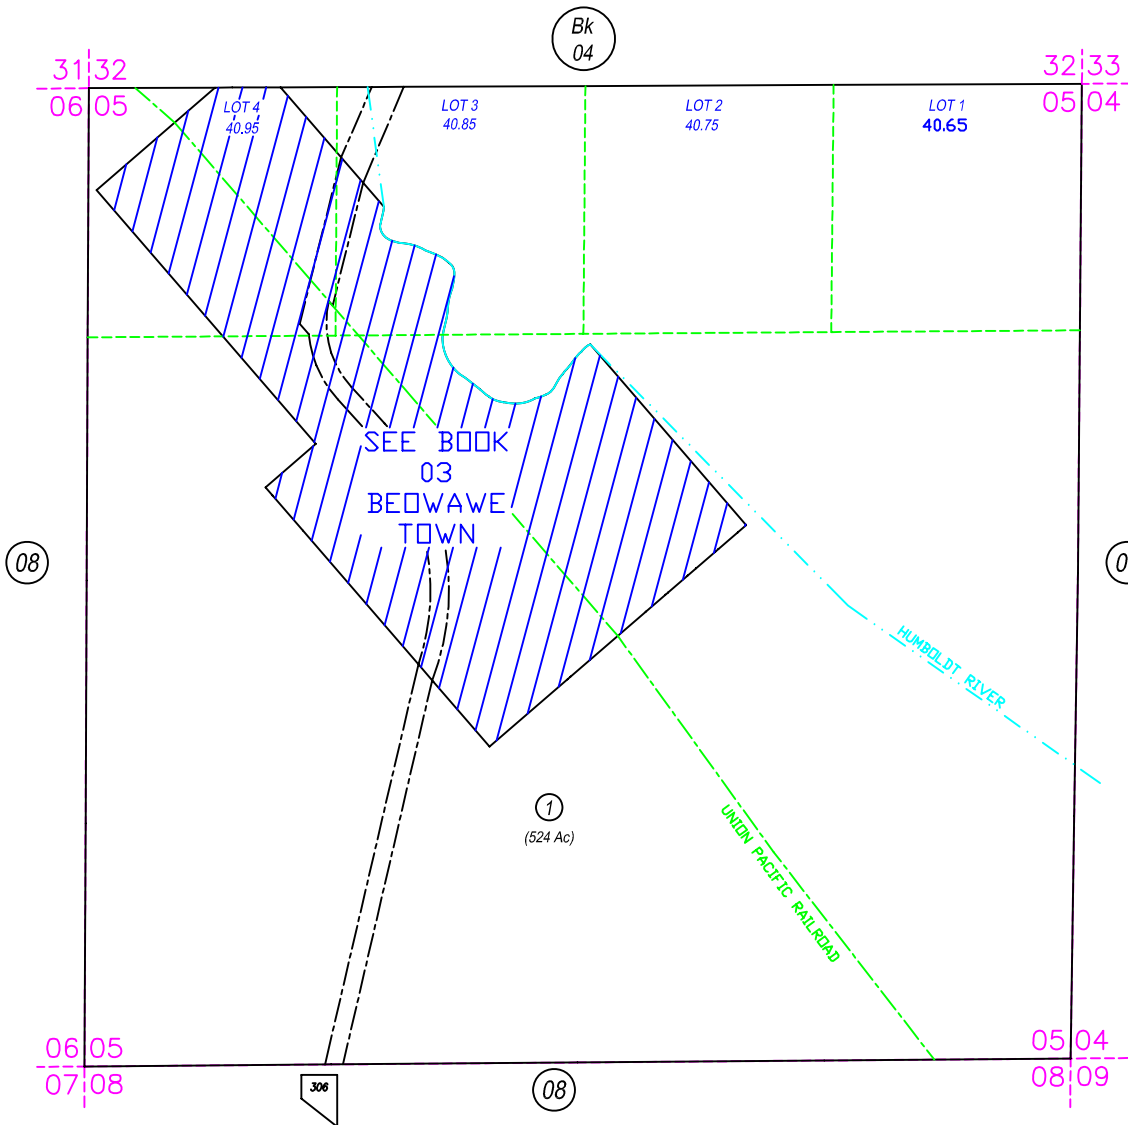 Bk
04
31 32
06 05
32 33
05 04
LOT 4
40.95
LOT 3
40.85
LOT 2
40.75
LOT 1
40.65
SEE BOOK
03
BEOWAWE
TOWN
08
0
HUMBOLDT RIVER
1
(524 Ac)
UNION PACIFIC RAILROAD
06 05
07 08
05 04
08 09
306
08